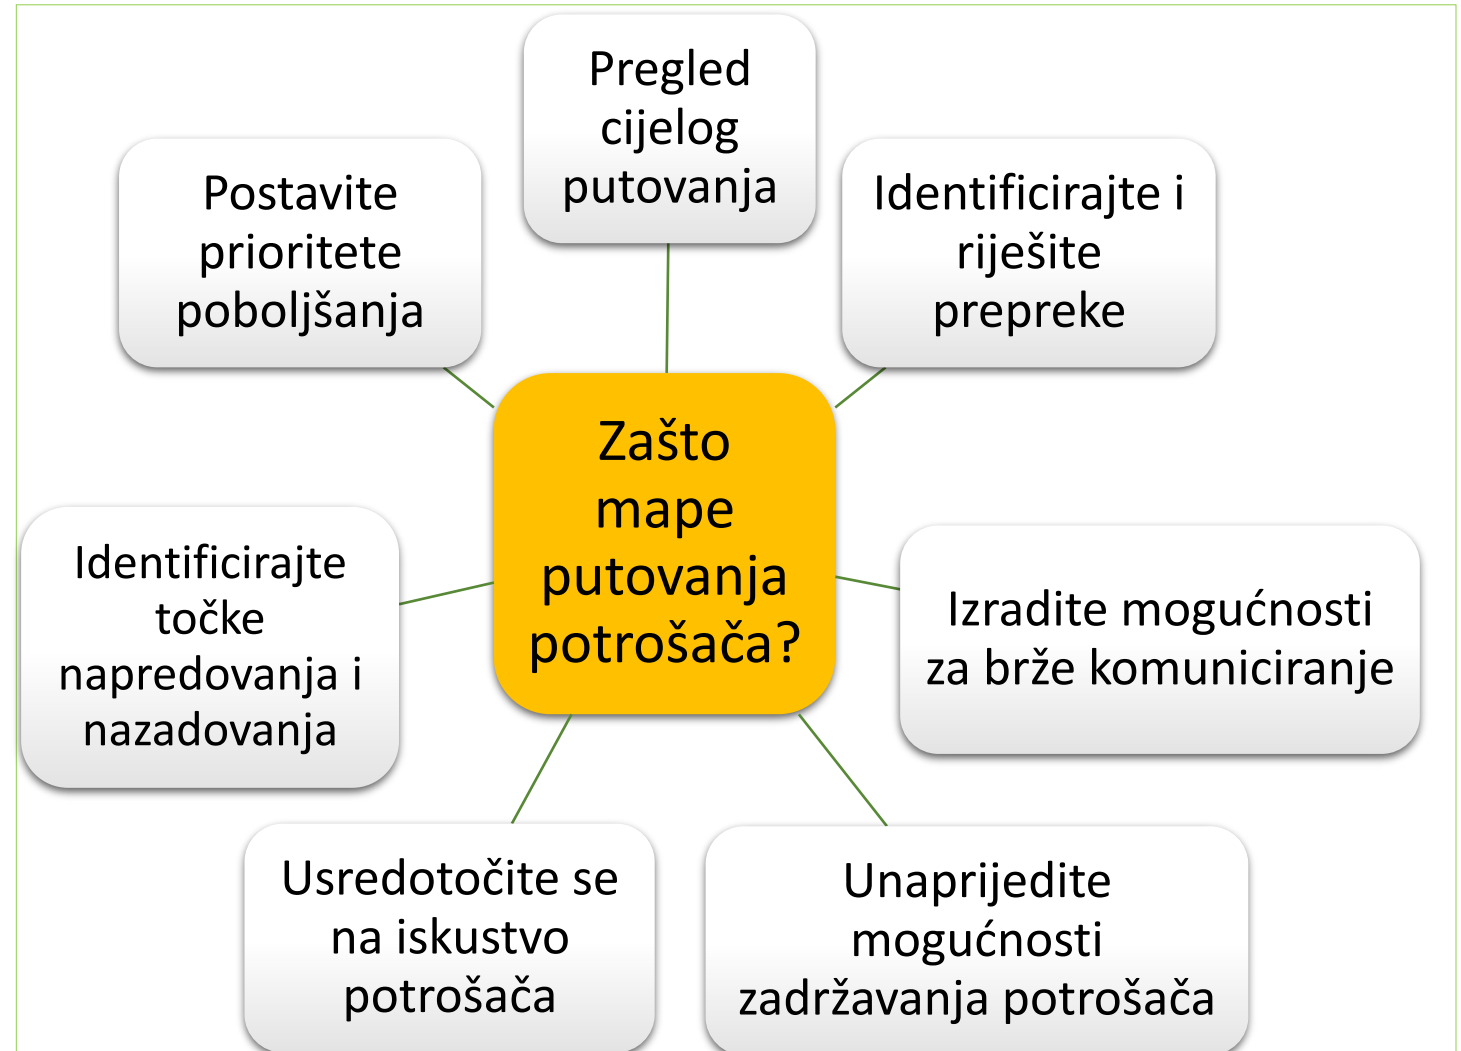 Pregled
cijelog
putovanja
Identificirajte i
riješite
prepreke
Postavite
prioritete
poboljšanja
Zašto
mape
putovanja
potrošača?
Izradite mogućnosti
za brže komuniciranje
Identificirajte
točke
napredovanja i
nazadovanja
Unaprijedite
mogućnosti
zadržavanja potrošača
Usredotočite se
na iskustvo
potrošača